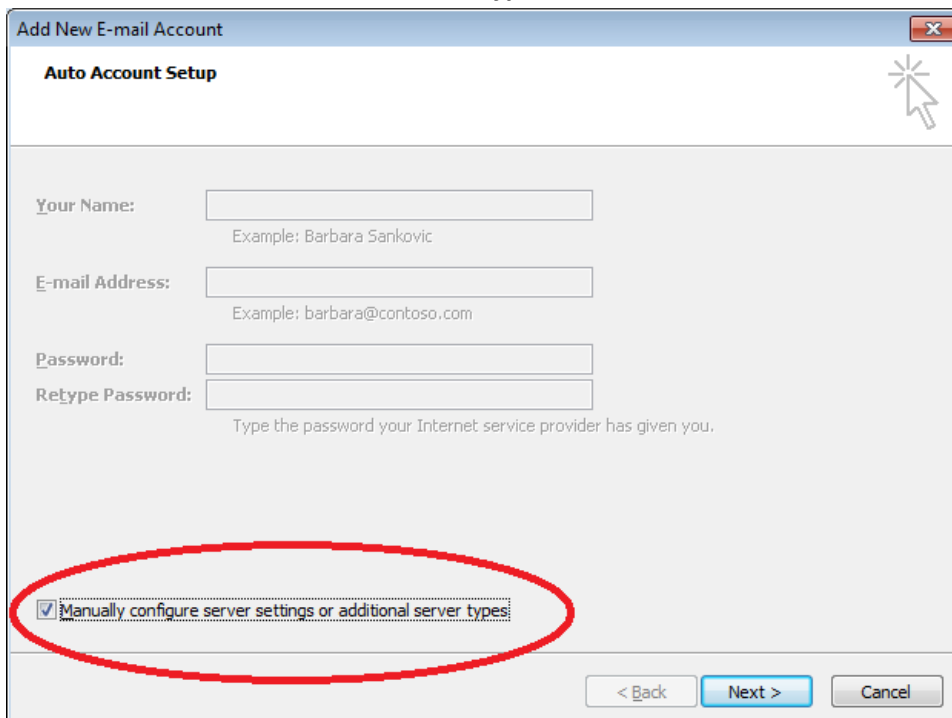 Add New E-mail Account
Auto Account Setup
Your Name:
Example: Barbara Sankovic
E-mail Address:
Example: barbara@contoso.com
Password:
Retype Password:
Type the password your Internet service provider has given you.
Manually configure server settings or additional server types
< Back Next > Cancel